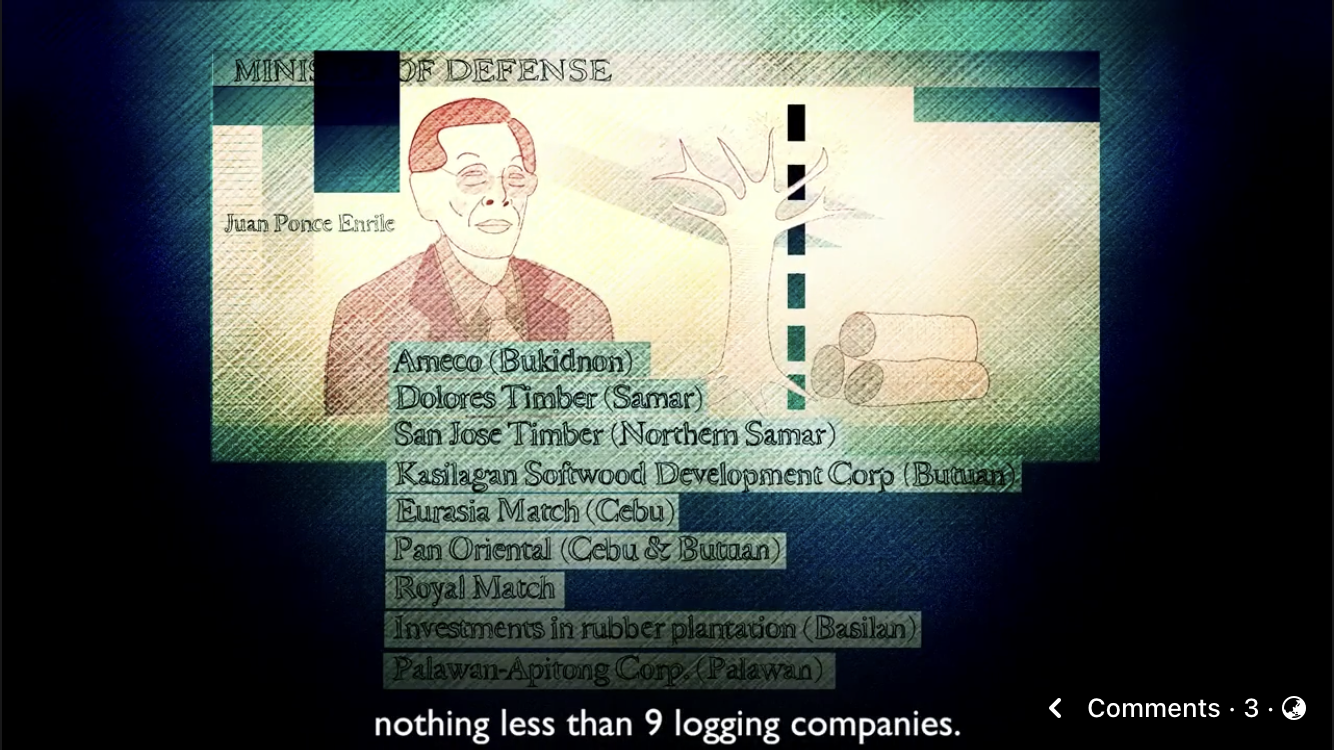 MINISTRY OF DEFENSE
Juan Ponce Enrile
Ameco (Bukidnon)
Dolores Timber (Samar)
San Jose Timber (Northern Samar)
Kasilagan Softwood Development Corp (Butuan)
Eurasia Match (Cebu)
Pan Oriental (Cebu & Butuan)
Royal Match
Investments in rubber plantation (Basilan)
Palawan-Apitong Corp. (Palawan)
nothing less than 9 logging companies.
Comments · 3 ·